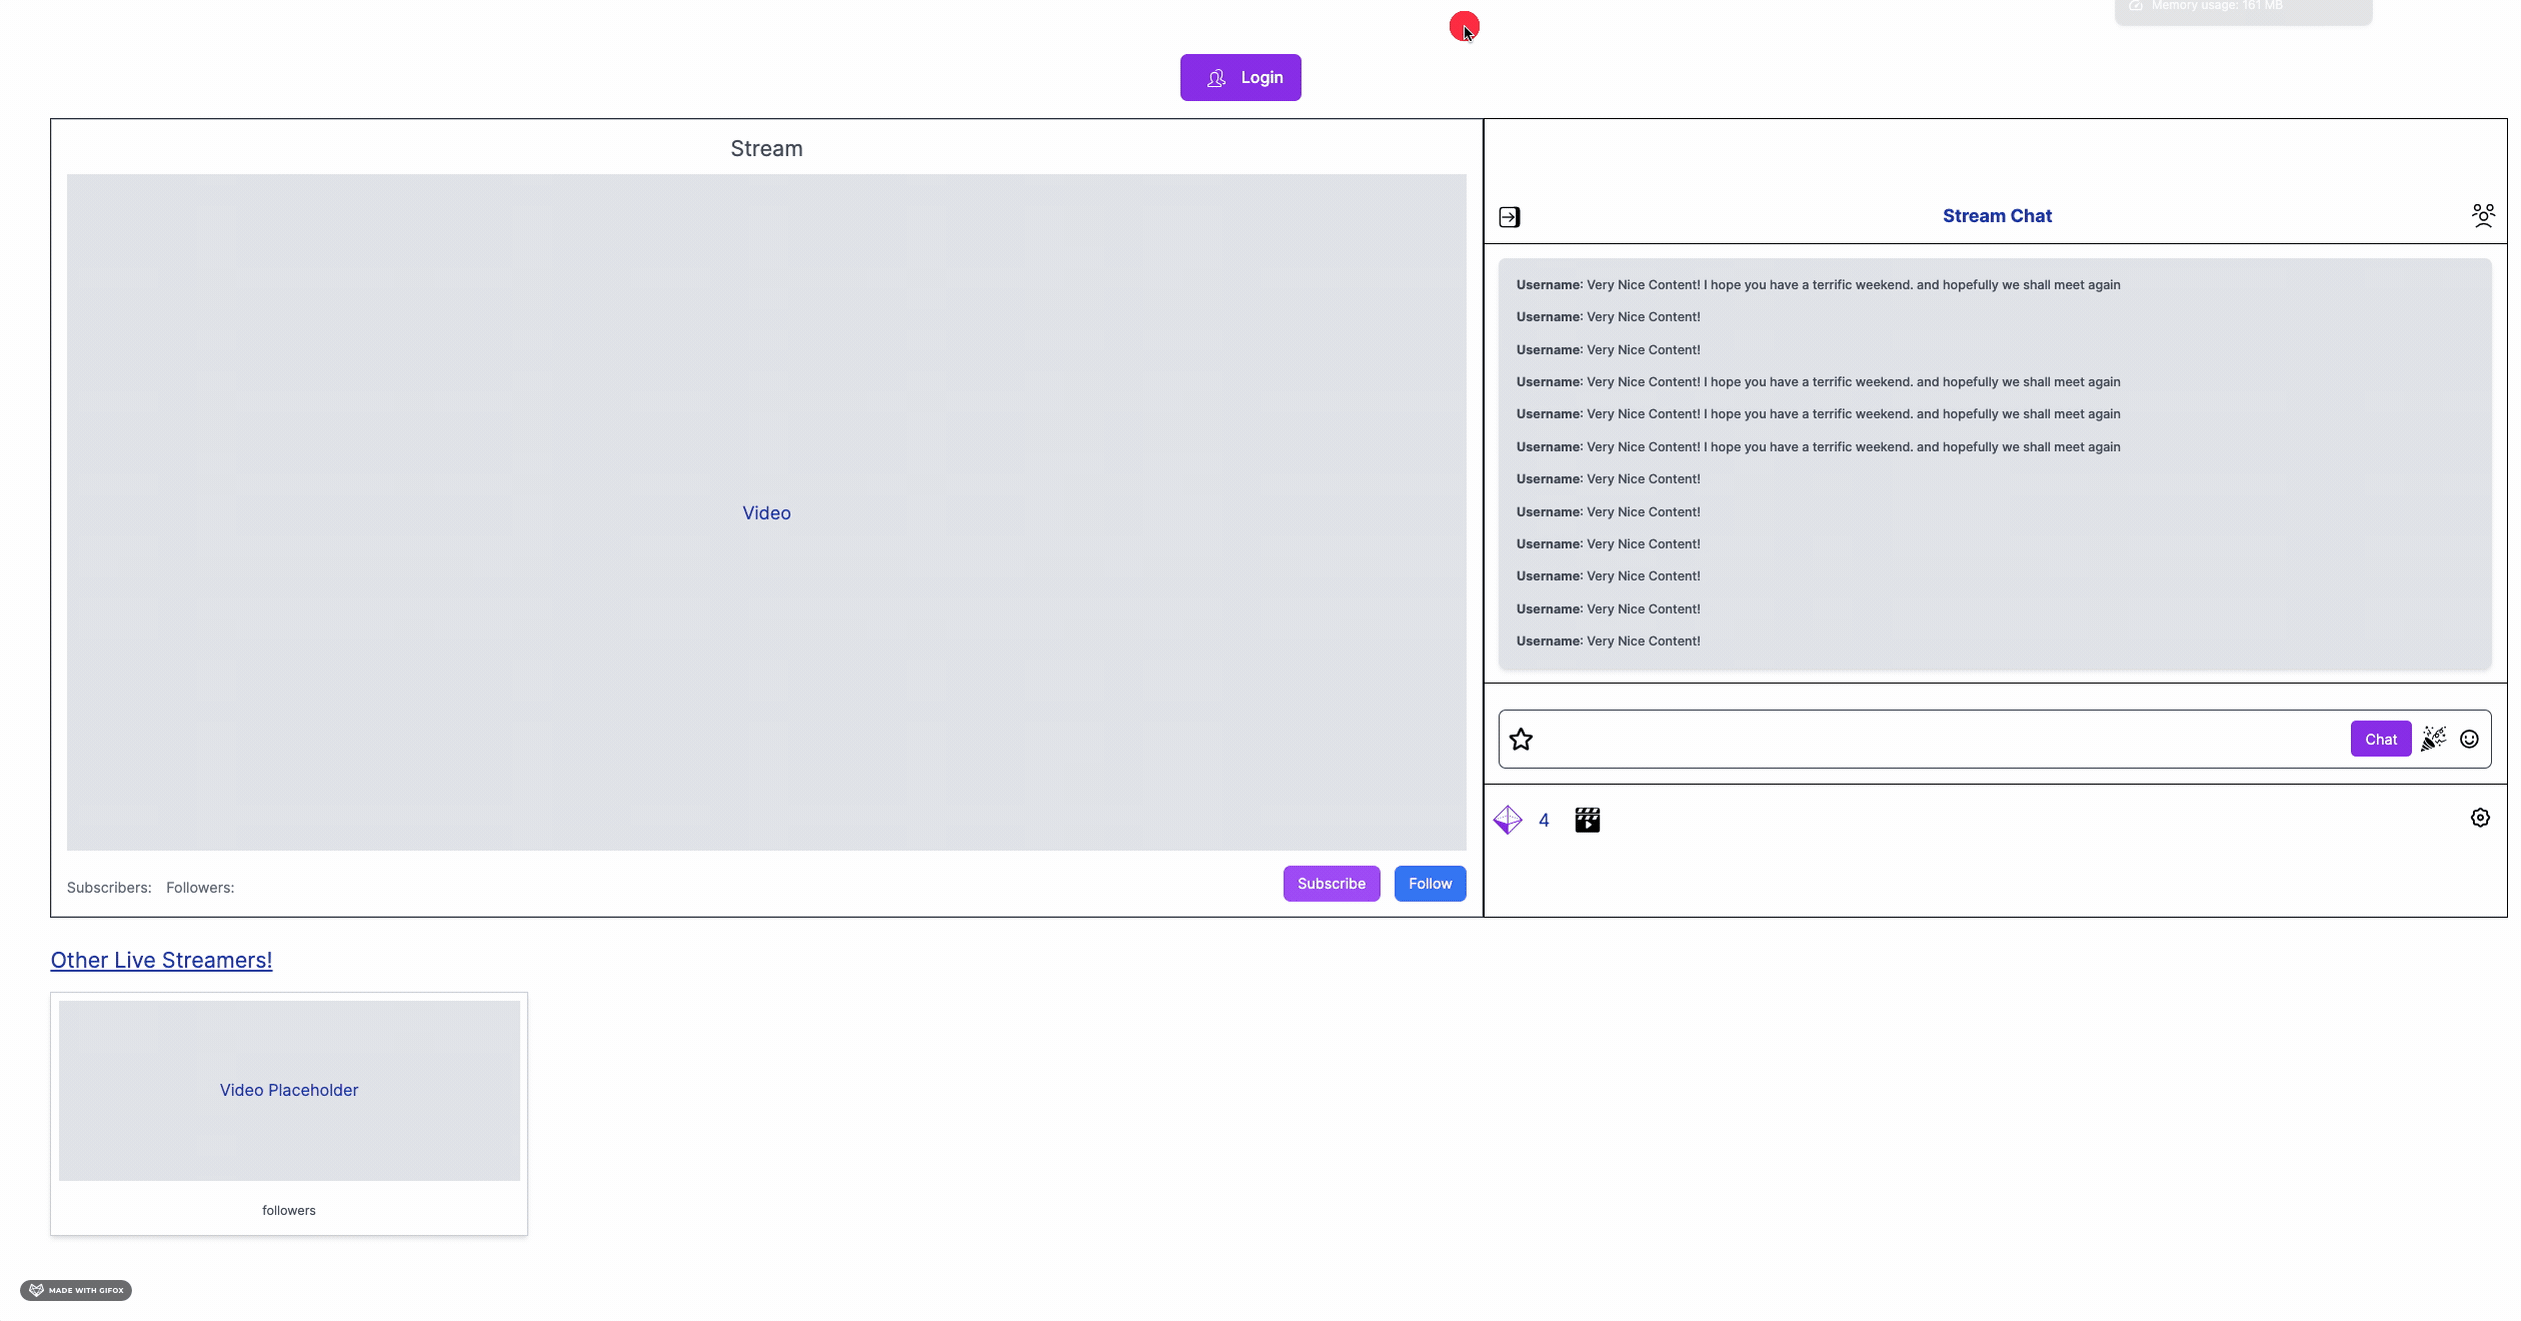 Memory usage: 161 MB
Login
Stream
Video
Subscribers: Followers:
Subscribe
Follow
Stream Chat
Username: Very Nice Content! I hope you have a terrific weekend. and hopefully we shall meet again
Username: Very Nice Content!
Username: Very Nice Content!
Username: Very Nice Content! I hope you have a terrific weekend. and hopefully we shall meet again
Username: Very Nice Content! I hope you have a terrific weekend. and hopefully we shall meet again
Username: Very Nice Content! I hope you have a terrific weekend. and hopefully we shall meet again
Username: Very Nice Content!
Username: Very Nice Content!
Username: Very Nice Content!
Username: Very Nice Content!
Username: Very Nice Content!
Username: Very Nice Content!
Chat
4
Other Live Streamers!
Video Placeholder
followers
MADE WITH GIFOX